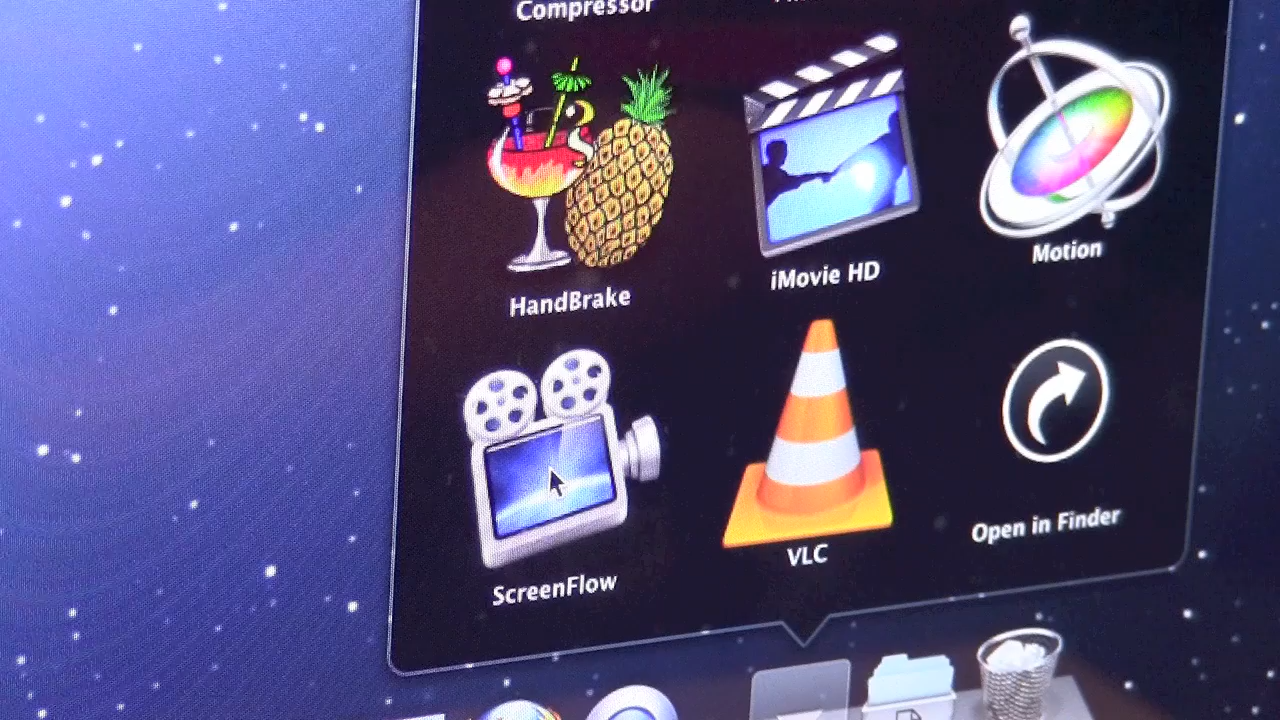 Compressor
HandBrake
iMovie HD
Motion
ScreenFlow
VLC
Open in Finder